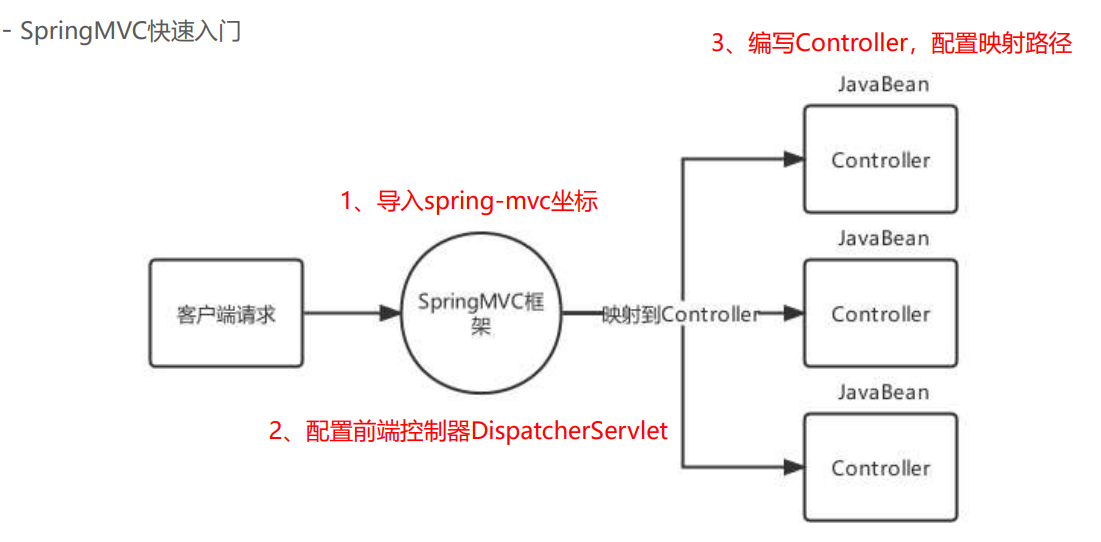 - SpringMVC快速入门
3、编写Controller，配置映射路径
JavaBean
Controller
1、导入spring-mvc坐标
JavaBean
客户端请求
SpringMVC框
架
映射到Controller
Controller
2、配置前端控制器DispatcherServlet
JavaBean
Controller